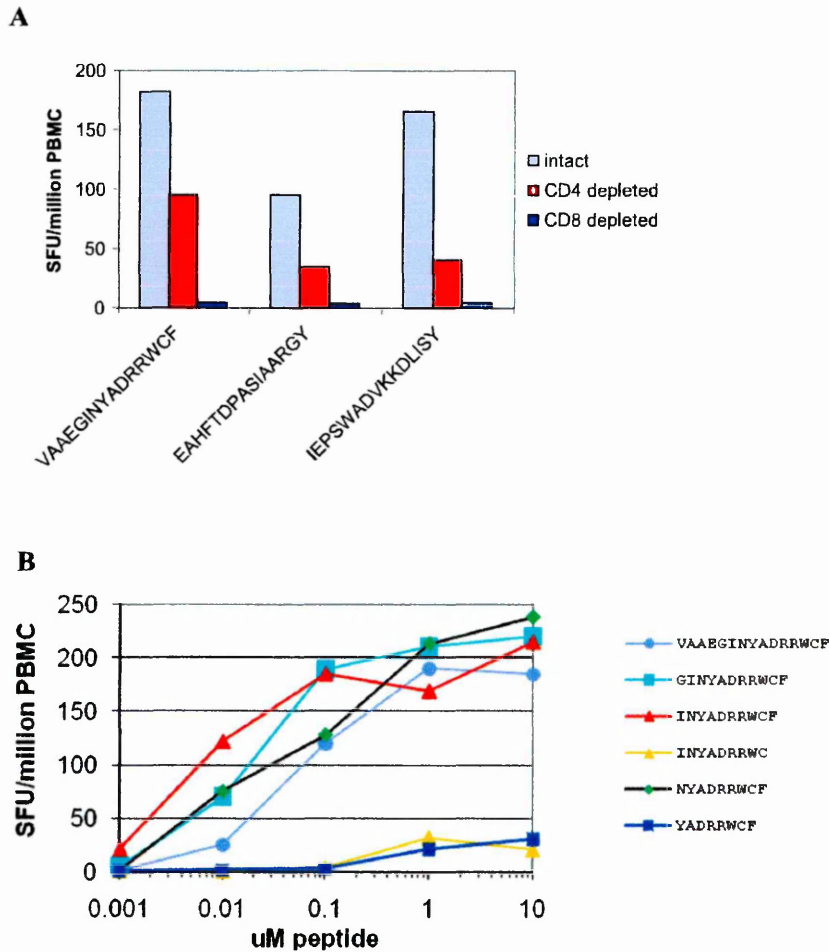 A
SFU/million PBMC
200
150
100
50
0
intact
CD4 depleted
CD8 depleted
VAAEGINYADRRWCF
EAHFTDPASIAARGY
IEPSWADVKKDLISY
B
SFU/million PBMC
250
200
150
100
50
0
0.001 0.01 0.1 1 10
uM peptide
VAAEGINYADRRWCF
GINYADRRWCF
INYADRRWCF
INYADRRWC
NYADRRWCF
YADRRWCF